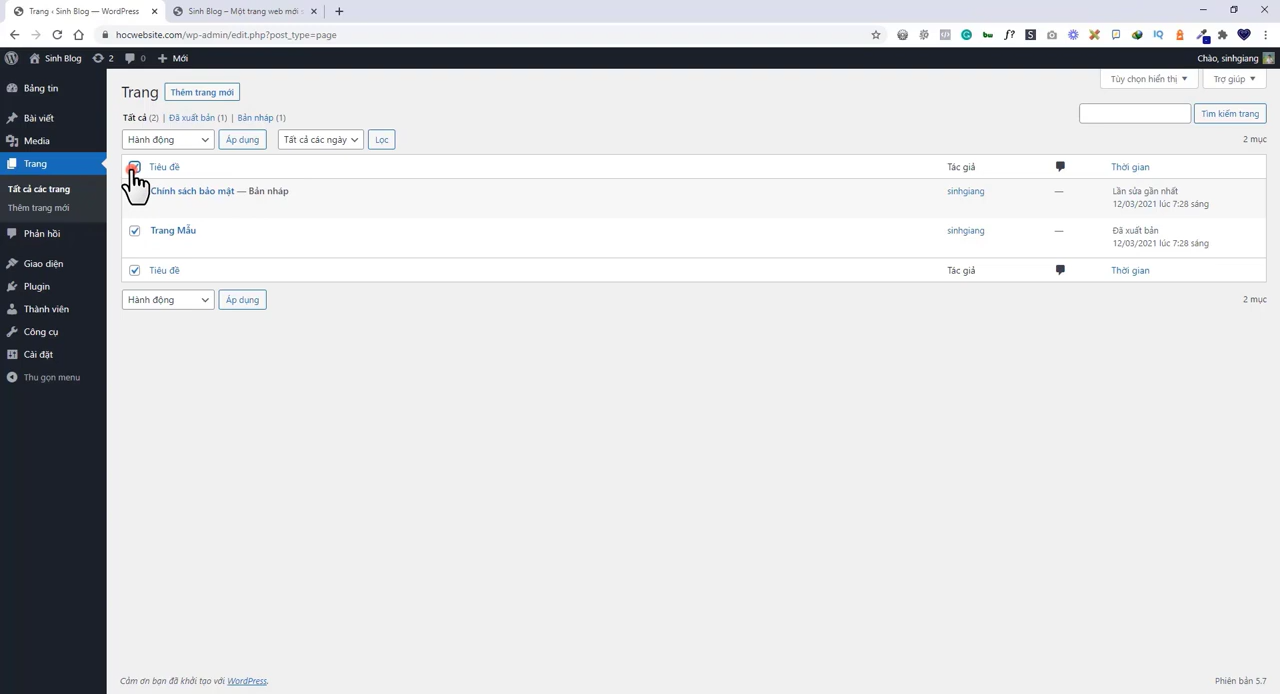 Trang ‹ Sinh Blog — WordPress
Sinh Blog – Một trang web mới
hocwebsite.com/wp-admin/edit.php?post_type=page
Sinh Blog
2
0
Mới
Chào, sinhgiang
Bảng tin
Bài viết
Media
Trang
Tất cả các trang
Thêm trang mới
Phản hồi
Giao diện
Plugin
Thành viên
Công cụ
Cài đặt
Thu gọn menu
Tùy chọn hiển thị
Trợ giúp
Trang
Thêm trang mới
Tất cả (2) | Đã xuất bản (1) | Bản nháp (1)
Tìm kiếm trang
Hành động
Áp dụng
Tất cả các ngày
Lọc
2 mục
Tiêu đề
Tác giả
Thời gian
Chính sách bảo mật — Bản nháp
sinhgiang
—
Lần sửa gần nhất
12/03/2021 lúc 7:28 sáng
Trang Mẫu
sinhgiang
—
Đã xuất bản
12/03/2021 lúc 7:28 sáng
Tiêu đề
Tác giả
Thời gian
Hành động
Áp dụng
2 mục
Cảm ơn bạn đã khởi tạo với WordPress.
Phiên bản 5.7